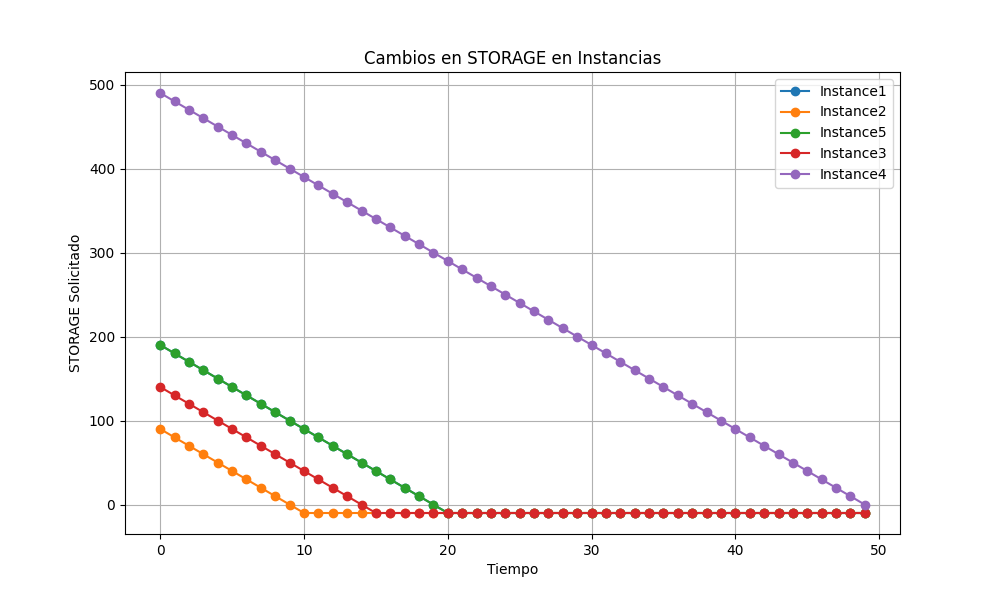 Cambios en STORAGE en Instancias
STORAGE Solicitado
500
400
300
200
100
0
Instance1
Instance2
Instance5
Instance3
Instance4
0 10 20 30 40 50
Tiempo